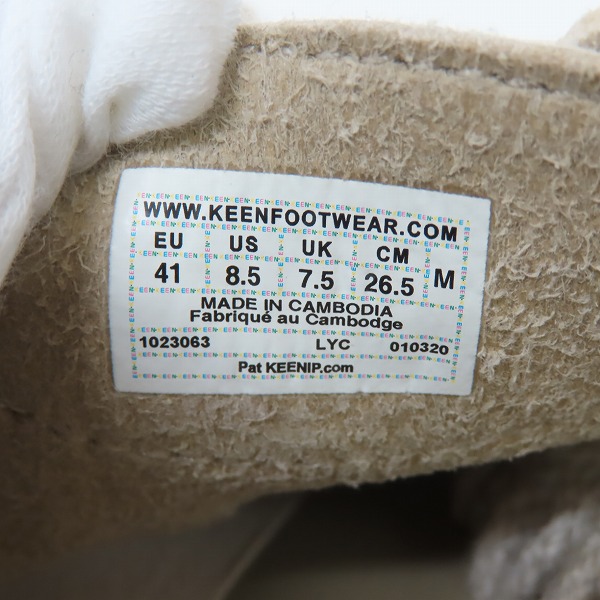 WWW.KEENFOOTWEAR.COM
EU US UK CM
41 8.5 7.5 26.5 M
MADE IN CAMBODIA
Fabriqué au Cambodge
1023063 LYC 010320
Pat KEENIP.com